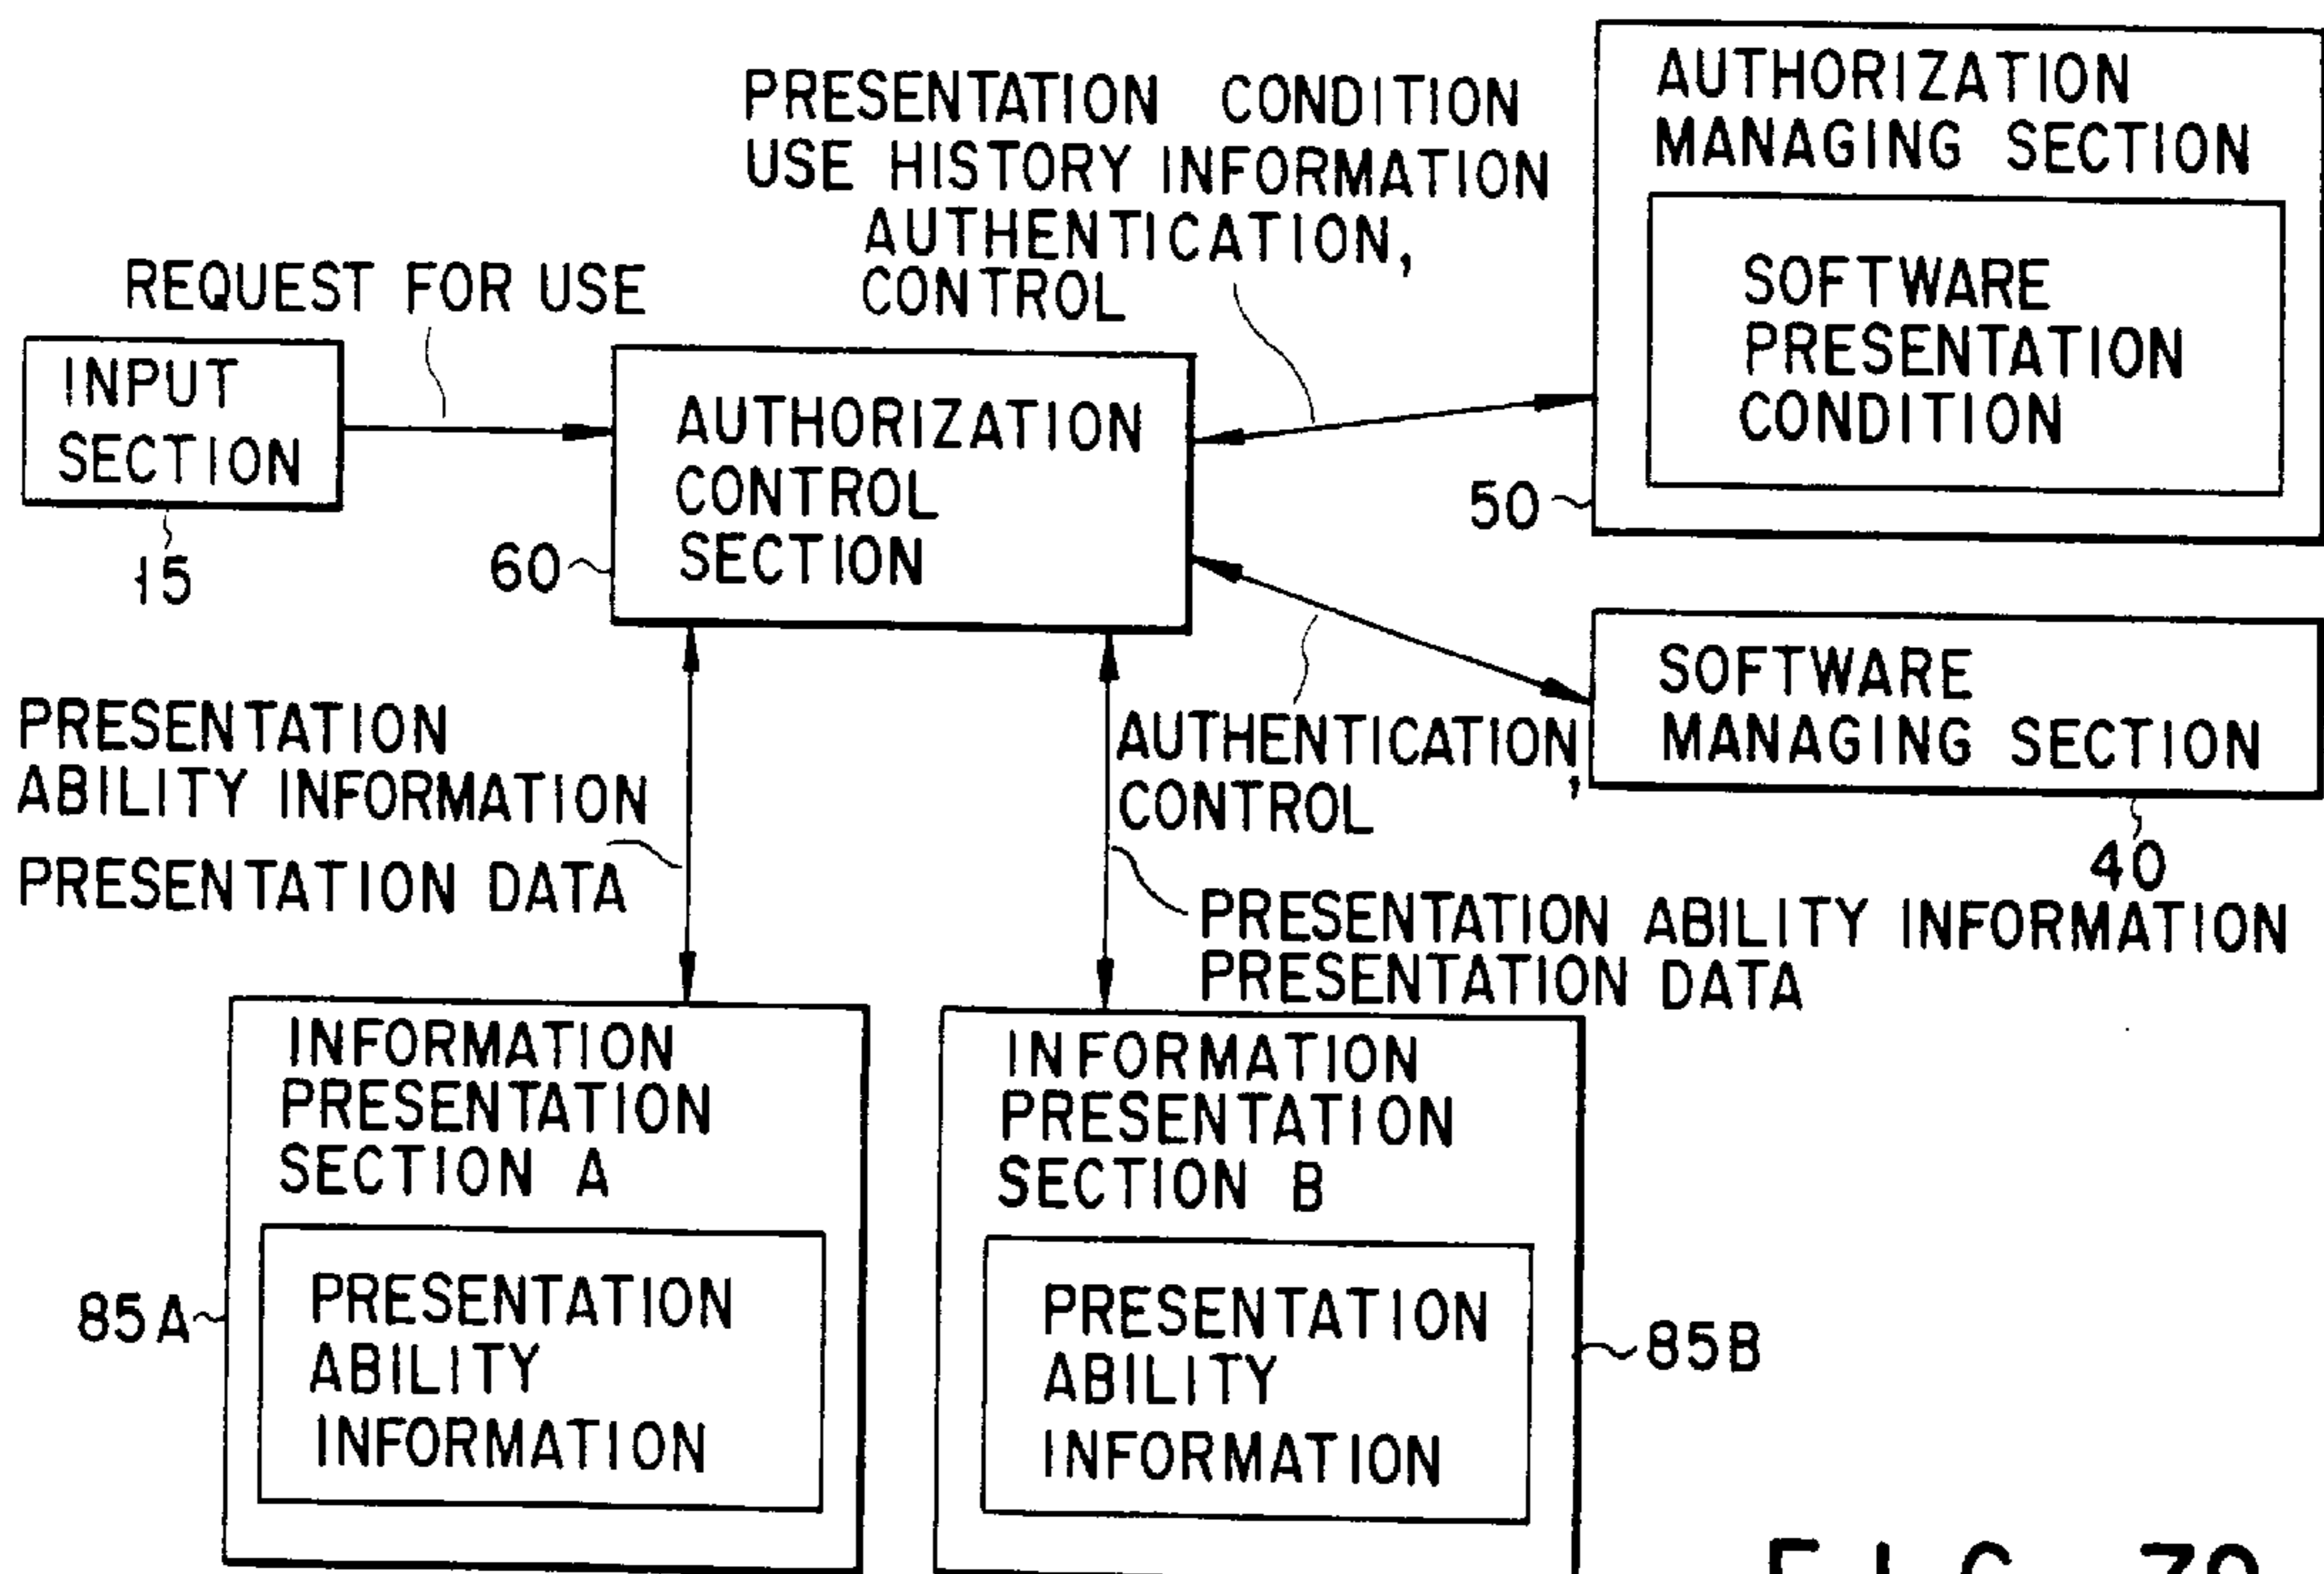 PRESENTATION CONDITION
USE HISTORY INFORMATION
AUTHENTICATION,
CONTROL
AUTHORIZATION
MANAGING SECTION
SOFTWARE
PRESENTATION
CONDITION
50
REQUEST FOR USE
INPUT
SECTION
15
AUTHORIZATION
CONTROL
SECTION
60
SOFTWARE
MANAGING SECTION
40
AUTHENTICATION,
CONTROL
PRESENTATION
ABILITY INFORMATION
PRESENTATION DATA
PRESENTATION ABILITY INFORMATION
PRESENTATION DATA
INFORMATION
PRESENTATION
SECTION A
PRESENTATION
ABILITY
INFORMATION
85A
INFORMATION
PRESENTATION
SECTION B
PRESENTATION
ABILITY
INFORMATION
85B